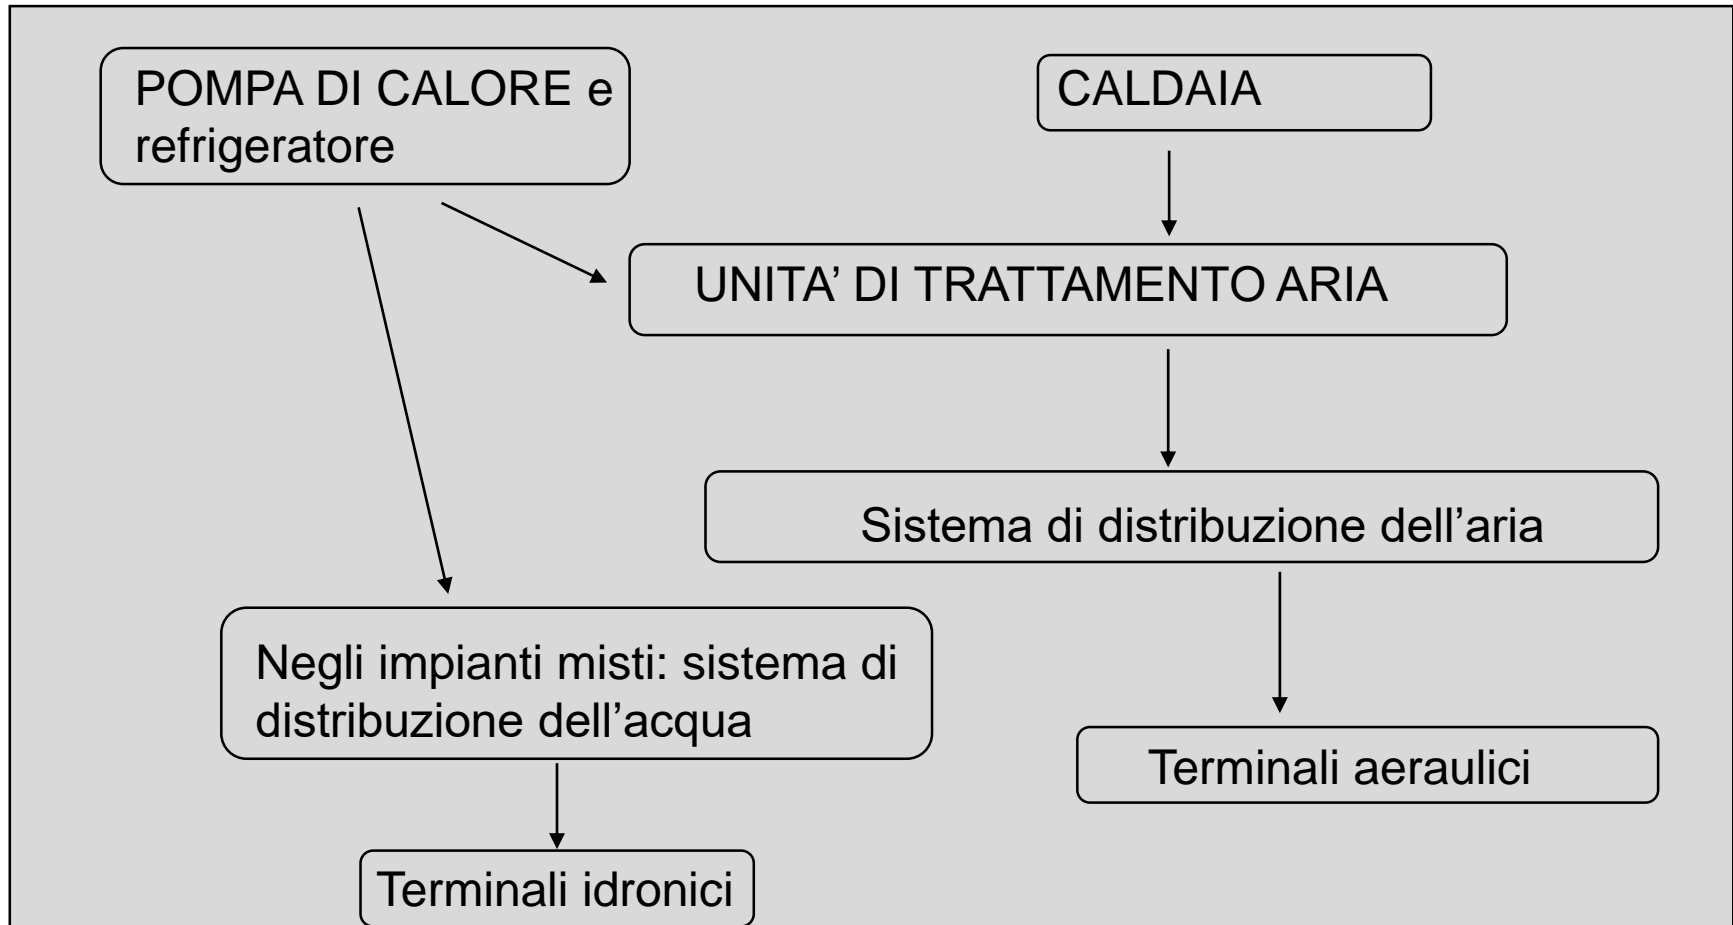 POMPA DI CALORE e
refrigeratore
CALDAIA
UNITA’ DI TRATTAMENTO ARIA
Sistema di distribuzione dell’aria
Negli impianti misti: sistema di
distribuzione dell’acqua
Terminali aeraulici
Terminali idronici